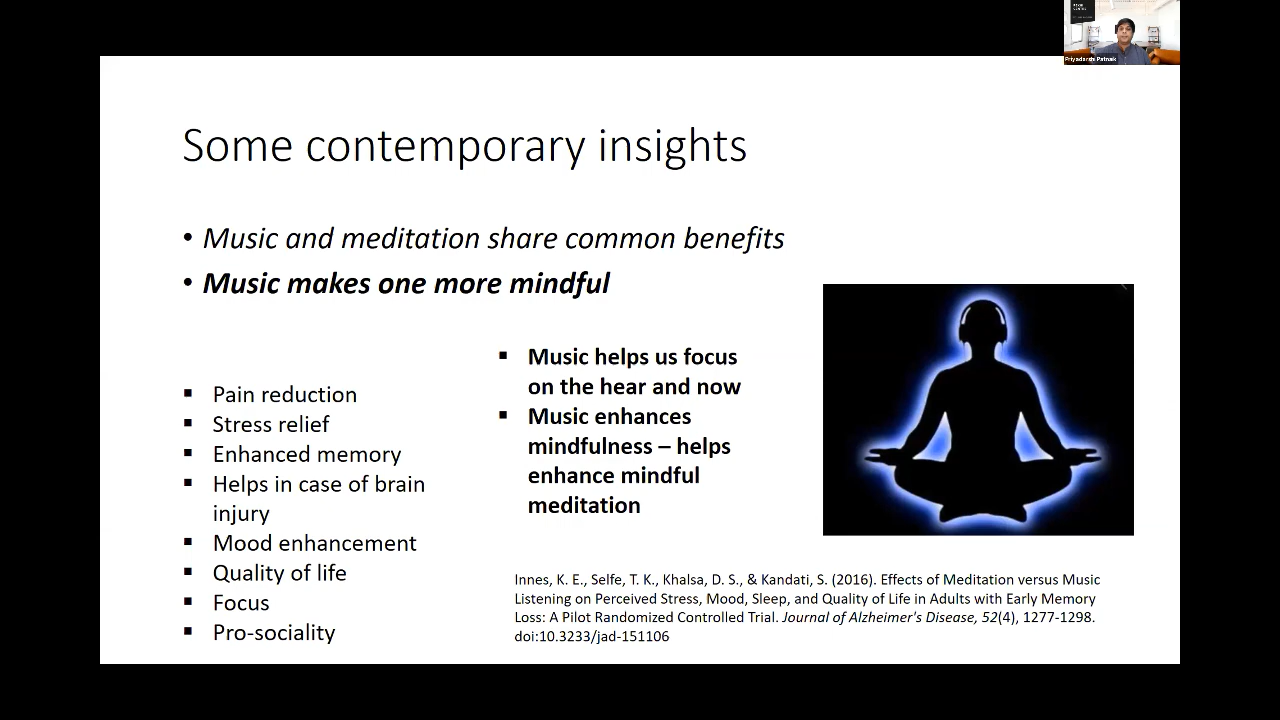 Some contemporary insights
• Music and meditation share common benefits
• Music makes one more mindful
▪ Pain reduction
▪ Stress relief
▪ Enhanced memory
▪ Helps in case of brain
injury
▪ Mood enhancement
▪ Quality of life
▪ Focus
▪ Pro-sociality
▪ Music helps us focus
on the hear and now
▪ Music enhances
mindfulness – helps
enhance mindful
meditation
Innes, K. E., Selfe, T. K., Khalsa, D. S., & Kandati, S. (2016). Effects of Meditation versus Music
Listening on Perceived Stress, Mood, Sleep, and Quality of Life in Adults with Early Memory
Loss: A Pilot Randomized Controlled Trial. Journal of Alzheimer's Disease, 52(4), 1277-1298.
doi:10.3233/jad-151106
Priyadarshi Patnaik